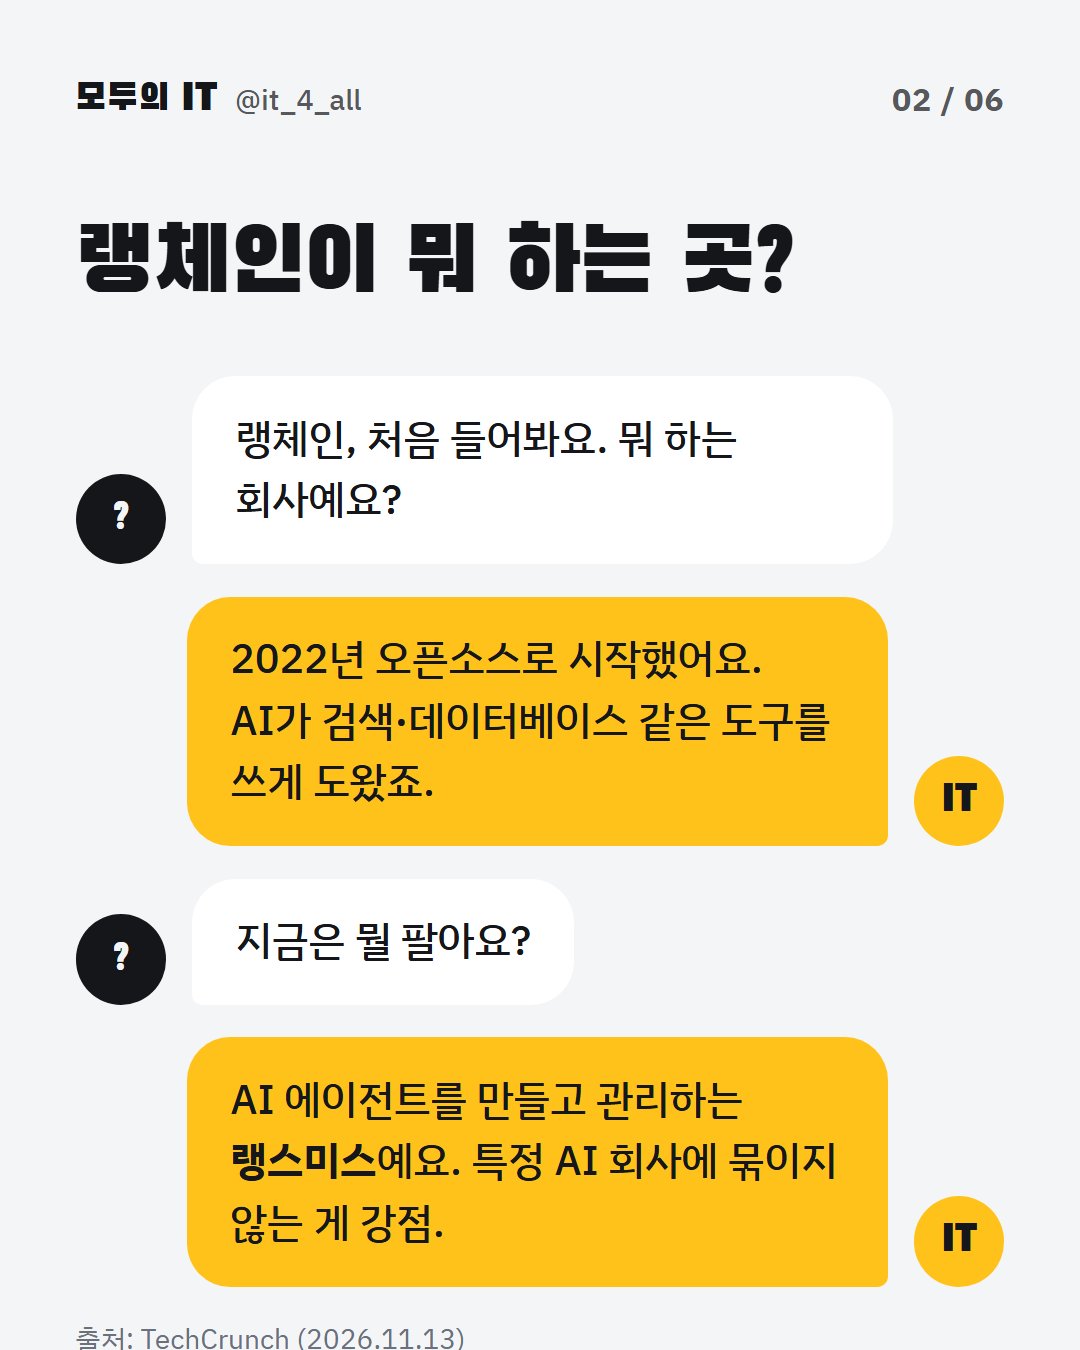 모두의 IT @it_4_all
02 / 06
랭체인이 뭐 하는 곳?
랭체인, 처음 들어봐요. 뭐 하는
회사예요?
?
2022년 오픈소스로 시작했어요.
AI가 검색·데이터베이스 같은 도구를
쓰게 도왔죠.
IT
지금은 뭘 팔아요?
?
AI 에이전트를 만들고 관리하는
랭스미스예요. 특정 AI 회사에 묶이지
않는 게 강점.
IT
출처: TechCrunch (2026.11.13)